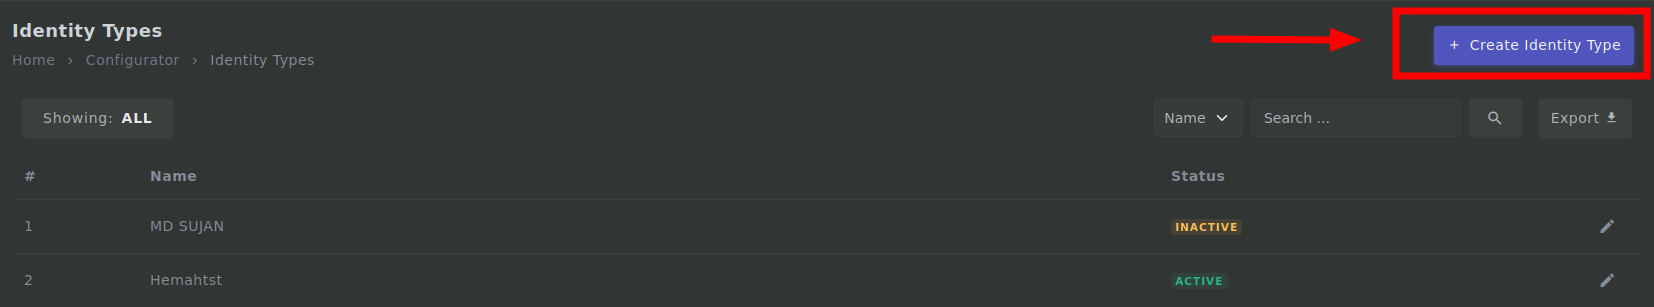 Identity Types
Home › Configurator › Identity Types
+ Create Identity Type
Showing: ALL
Name
Search ...
Export
# Name Status
1 MD SUJAN INACTIVE
2 Hemahtst ACTIVE